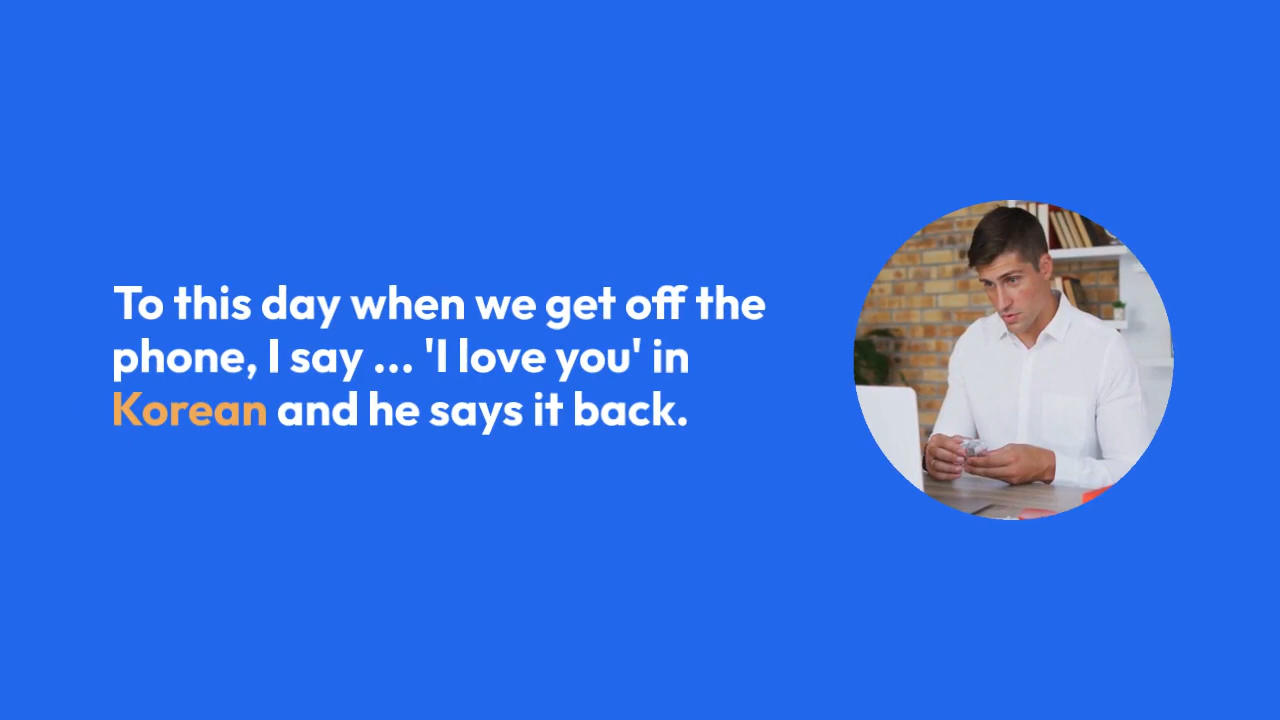 To this day when we get off the
phone, I say ... 'I love you' in
Korean and he says it back.